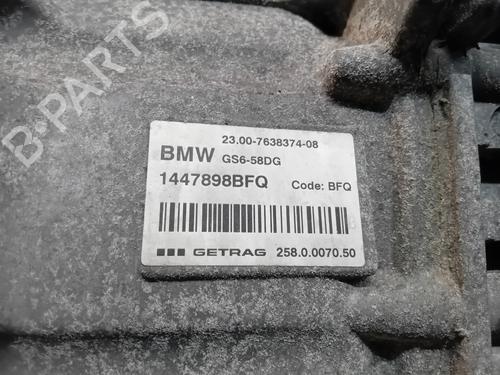 23.00-7638374-08
BMW GS6-58DG
1447898BFQ Code: BFQ
GETRAG 258.0.0070.50
B-PARTS